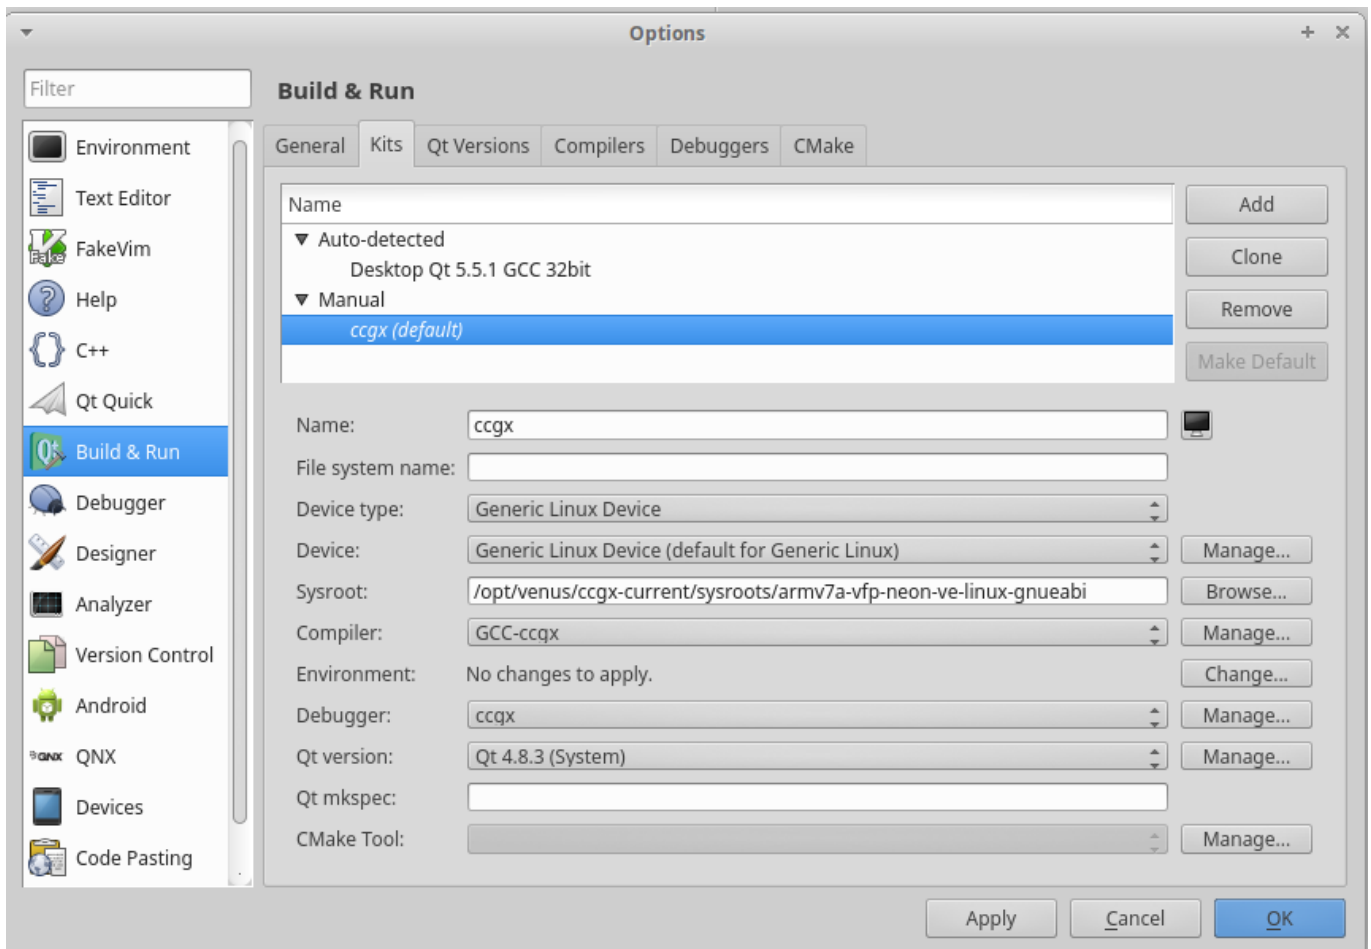 Options
Filter
Build & Run
Environment
Text Editor
FakeVim
Help
C++
Qt Quick
Build & Run
Debugger
Designer
Analyzer
Version Control
Android
QNX
Devices
Code Pasting
General Kits Qt Versions Compilers Debuggers CMake
Name
Auto-detected
Desktop Qt 5.5.1 GCC 32bit
Manual
ccgx (default)
Add
Clone
Remove
Make Default
Name: ccgx
File system name:
Device type: Generic Linux Device
Device: Generic Linux Device (default for Generic Linux) Manage...
Sysroot: /opt/venus/ccgx-current/sysroots/armv7a-vfp-neon-ve-linux-gnueabi Browse...
Compiler: GCC-ccgx Manage...
Environment: No changes to apply. Change...
Debugger: ccgx Manage...
Qt version: Qt 4.8.3 (System) Manage...
Qt mkspec:
CMake Tool: Manage...
Apply Cancel OK